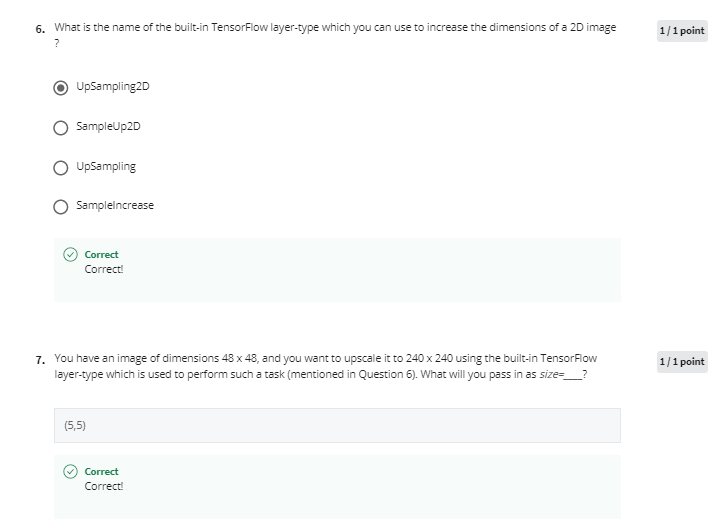 6. What is the name of the built-in TensorFlow layer-type which you can use to increase the dimensions of a 2D image
?
1 / 1 point
UpSampling2D
SampleUp2D
UpSampling
SampleIncrease
Correct
Correct!
7. You have an image of dimensions 48 x 48, and you want to upscale it to 240 x 240 using the built-in TensorFlow
layer-type which is used to perform such a task (mentioned in Question 6). What will you pass in as size=___?
1 / 1 point
(5,5)
Correct
Correct!